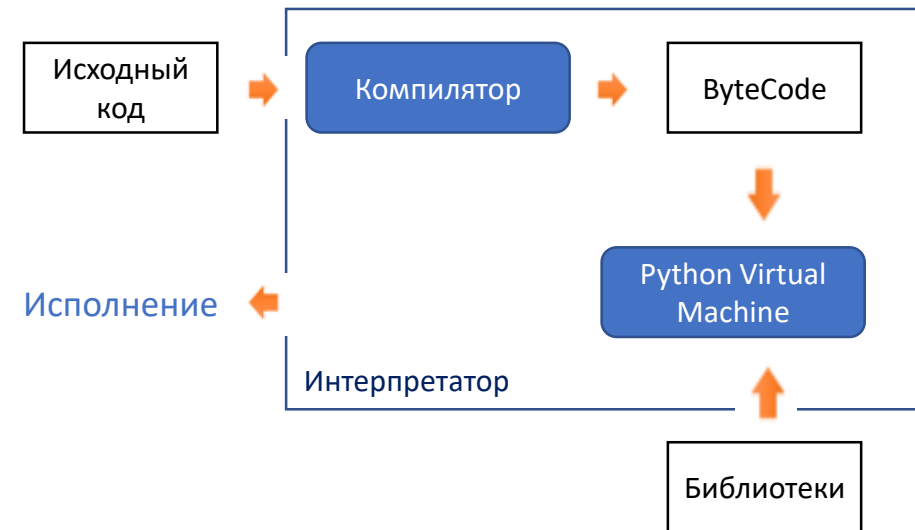 Исходный
код
Компилятор
ByteCode
Python Virtual
Machine
Исполнение
Интерпретатор
Библиотеки